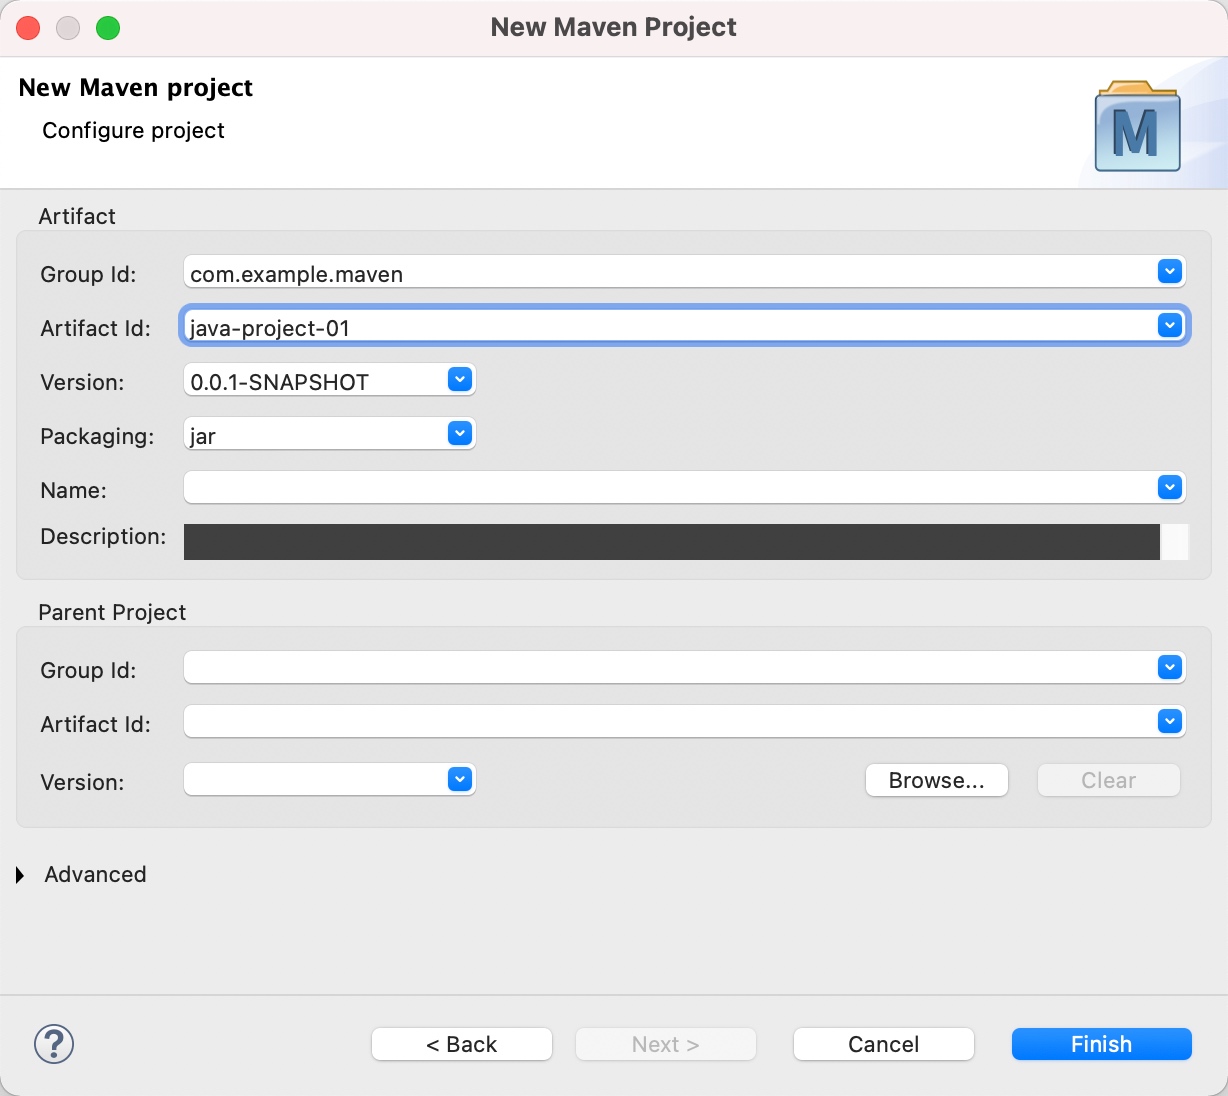 New Maven Project
New Maven project
Configure project
M
Artifact
Group Id: com.example.maven
Artifact Id: java-project-01
Version: 0.0.1-SNAPSHOT
Packaging: jar
Name:
Description:
Parent Project
Group Id:
Artifact Id:
Version: Browse... Clear
Advanced
? < Back Next > Cancel Finish